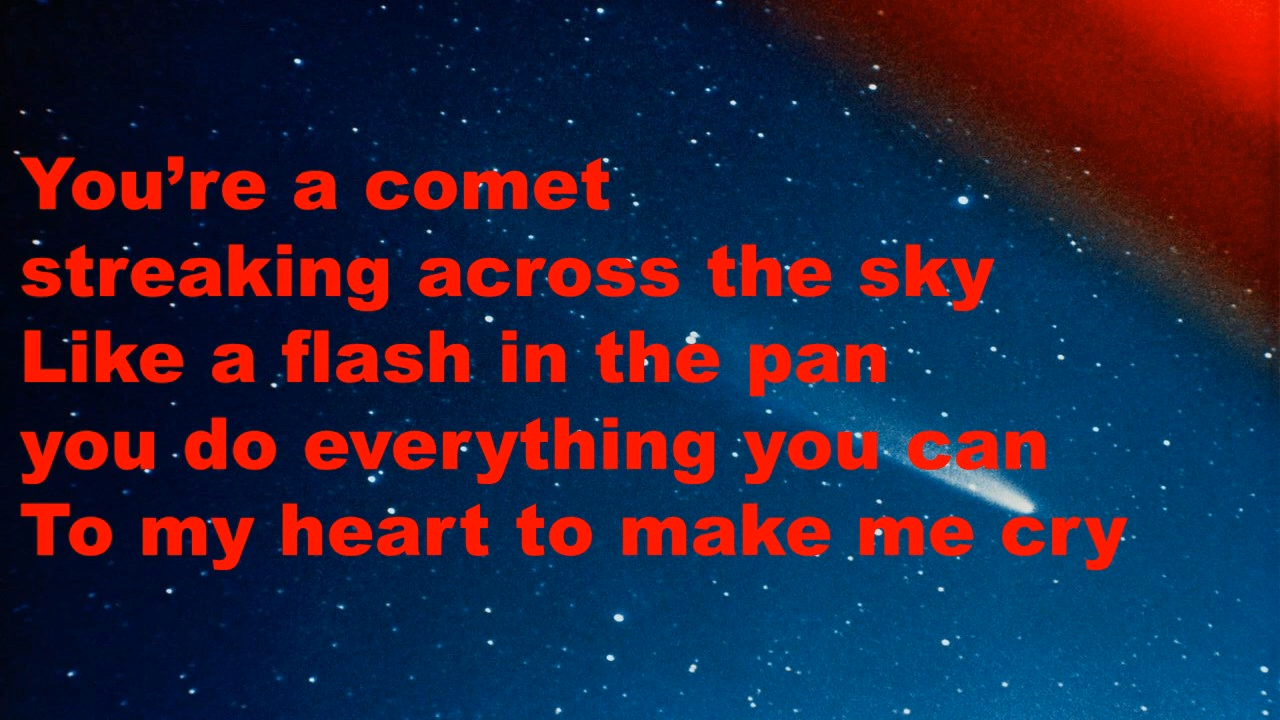 You’re a comet
streaking across the sky
Like a flash in the pan
you do everything you can
To my heart to make me cry